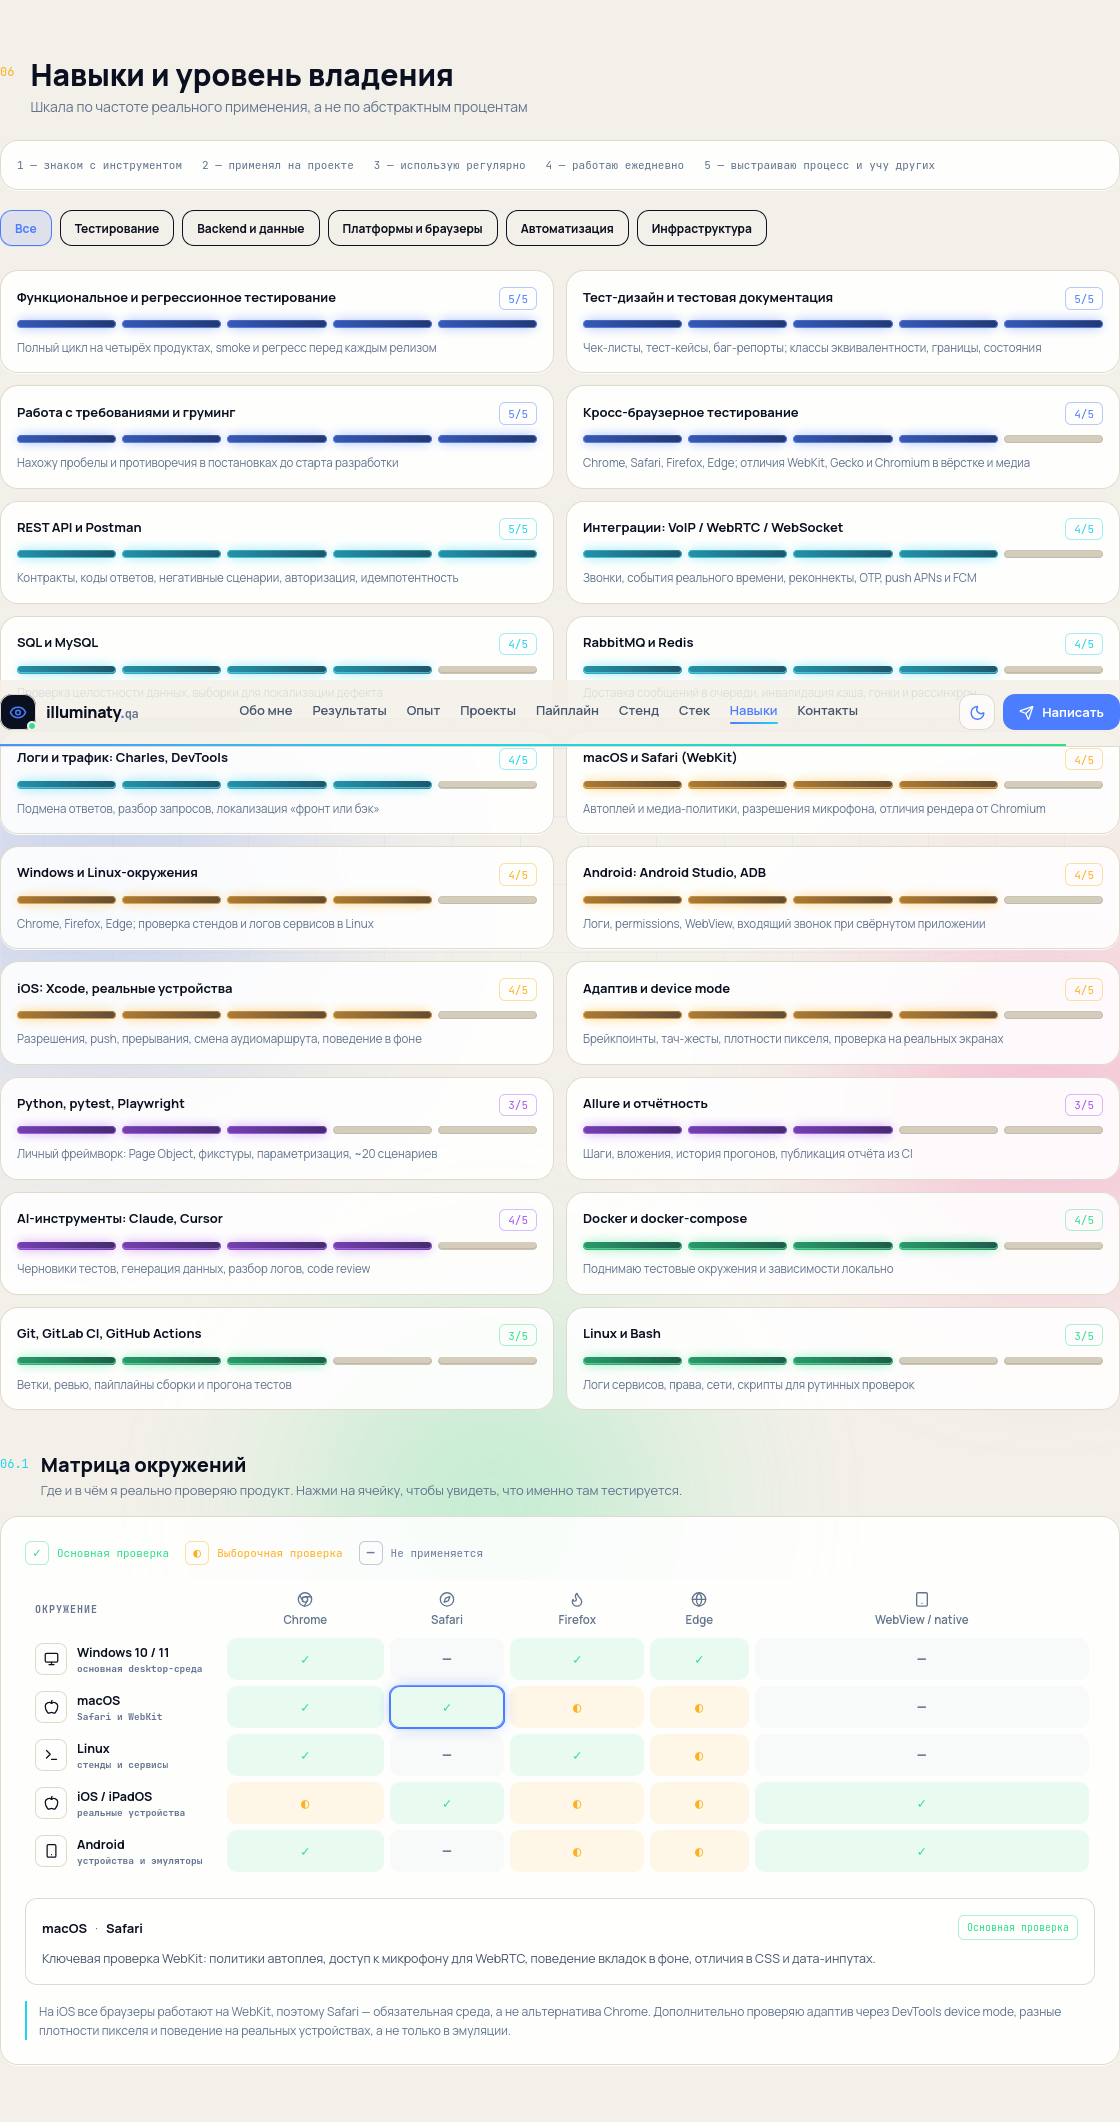 06
Навыки и уровень владения
Шкала по частоте реального применения, а не по абстрактным процентам
1 — знаком с инструментом 2 — применял на проекте 3 — использую регулярно 4 — работаю ежедневно 5 — выстраиваю процесс и учу других
Все Тестирование Backend и данные Платформы и браузеры Автоматизация Инфраструктура
Функциональное и регрессионное тестирование 5/5
Полный цикл на четырёх продуктах, smoke и регресс перед каждым релизом
Тест-дизайн и тестовая документация 5/5
Чек-листы, тест-кейсы, баг-репорты; классы эквивалентности, границы, состояния
Работа с требованиями и груминг 5/5
Нахожу пробелы и противоречия в постановках до старта разработки
Кросс-браузерное тестирование 4/5
Chrome, Safari, Firefox, Edge; отличия WebKit, Gecko и Chromium в вёрстке и медиа
REST API и Postman 5/5
Контракты, коды ответов, негативные сценарии, авторизация, идемпотентность
Интеграции: VoIP / WebRTC / WebSocket 4/5
Звонки, события реального времени, реконнекты, OTP, push APNs и FCM
SQL и MySQL 4/5
Проверка целостности данных, выборки для локализации дефекта
RabbitMQ и Redis 4/5
Доставка сообщений в очереди, инвалидация кэша, гонки и рассинхрон
illuminaty.qa
Обо мне Результаты Опыт Проекты Пайплайн Стенд Стек Навыки Контакты
Написать
Логи и трафик: Charles, DevTools 4/5
Подмена ответов, разбор запросов, локализация «фронт или бэк»
macOS и Safari (WebKit) 4/5
Автоплей и медиа-политики, разрешения микрофона, отличия рендера от Chromium
Windows и Linux-окружения 4/5
Chrome, Firefox, Edge; проверка стендов и логов сервисов в Linux
Android: Android Studio, ADB 4/5
Логи, permissions, WebView, входящий звонок при свёрнутом приложении
iOS: Xcode, реальные устройства 4/5
Разрешения, push, прерывания, смена аудиомаршрута, поведение в фоне
Адаптив и device mode 4/5
Брейкпоинты, тач-жесты, плотности пикселя, проверка на реальных экранах
Python, pytest, Playwright 3/5
Личный фреймворк: Page Object, фикстуры, параметризация, ~20 сценариев
Allure и отчётность 3/5
Шаги, вложения, история прогонов, публикация отчёта из CI
AI-инструменты: Claude, Cursor 4/5
Черновики тестов, генерация данных, разбор логов, code review
Docker и docker-compose 4/5
Поднимаю тестовые окружения и зависимости локально
Git, GitLab CI, GitHub Actions 3/5
Ветки, ревью, пайплайны сборки и прогона тестов
Linux и Bash 3/5
Логи сервисов, права, сети, скрипты для рутинных проверок
06.1
Матрица окружений
Где и в чём я реально проверяю продукт. Нажми на ячейку, чтобы увидеть, что именно там тестируется.
✓ Основная проверка ◐ Выборочная проверка — Не применяется
ОКРУЖЕНИЕ Chrome Safari Firefox Edge WebView / native
Windows 10 / 11
основная desktop-среда
✓ — ✓ ✓ —
macOS
Safari и WebKit
✓ ✓ ◐ ◐ —
Linux
стенды и сервисы
✓ — ✓ ◐ —
iOS / iPadOS
реальные устройства
◐ ✓ ◐ ◐ ✓
Android
устройства и эмуляторы
✓ — ◐ ◐ ✓
macOS · Safari
Основная проверка
Ключевая проверка WebKit: политики автоплея, доступ к микрофону для WebRTC, поведение вкладок в фоне, отличия в CSS и дата-инпутах.
На iOS все браузеры работают на WebKit, поэтому Safari — обязательная среда, а не альтернатива Chrome. Дополнительно проверяю адаптив через DevTools device mode, разные
плотности пикселя и поведение на реальных устройствах, а не только в эмуляции.